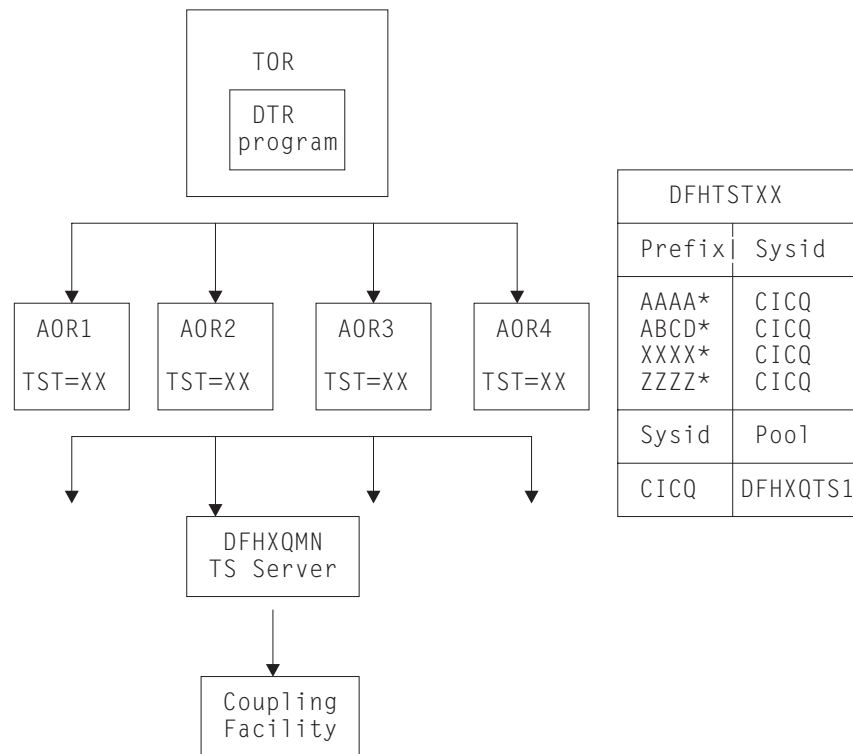 TOR
DTR
program
AOR1
TST=XX
AOR2
TST=XX
AOR3
TST=XX
AOR4
TST=XX
DFHXQMN
TS Server
Coupling
Facility
DFHTSTXX
Prefix Sysid
AAAA* CICQ
ABCD* CICQ
XXXX* CICQ
ZZZZ* CICQ
Sysid Pool
CICQ DFHXQTS1